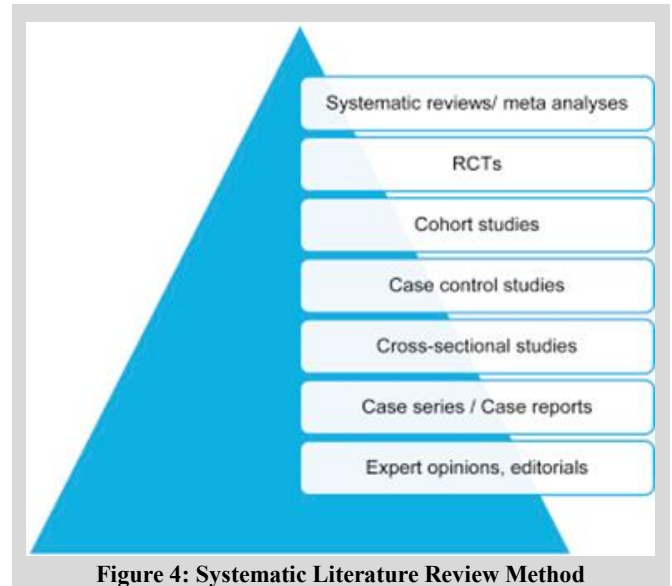 Systematic reviews/ meta analyses
RCTs
Cohort studies
Case control studies
Cross-sectional studies
Case series / Case reports
Expert opinions, editorials
Figure 4: Systematic Literature Review Method